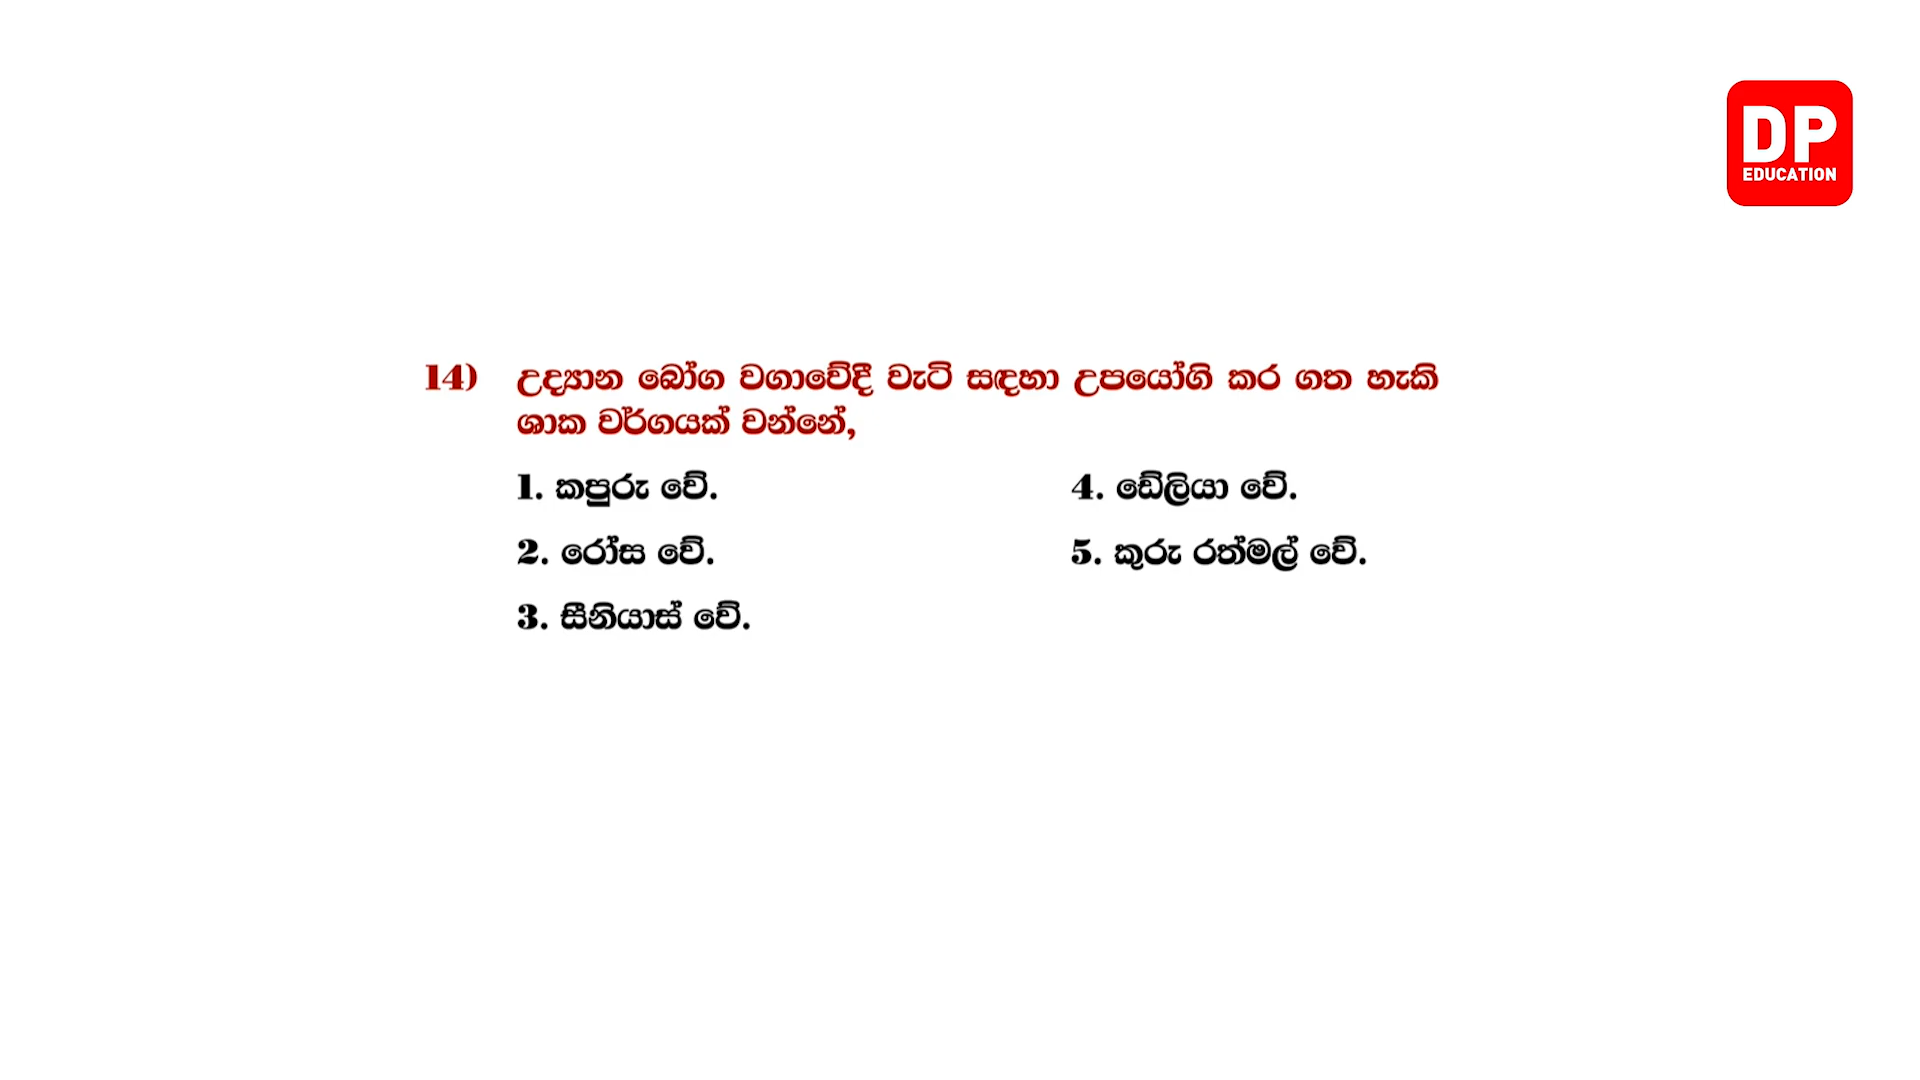 DP
EDUCATION
14) උද්‍යාන බෝග වගාවේදී වැටි සඳහා උපයෝගි කර ගත හැකි
ශාක වර්ගයක් වන්නේ,
1. කපුරු වේ.
2. රෝස වේ.
3. සීනියාස් වේ.
4. ඩේලියා වේ.
5. කුරු රත්මල් වේ.